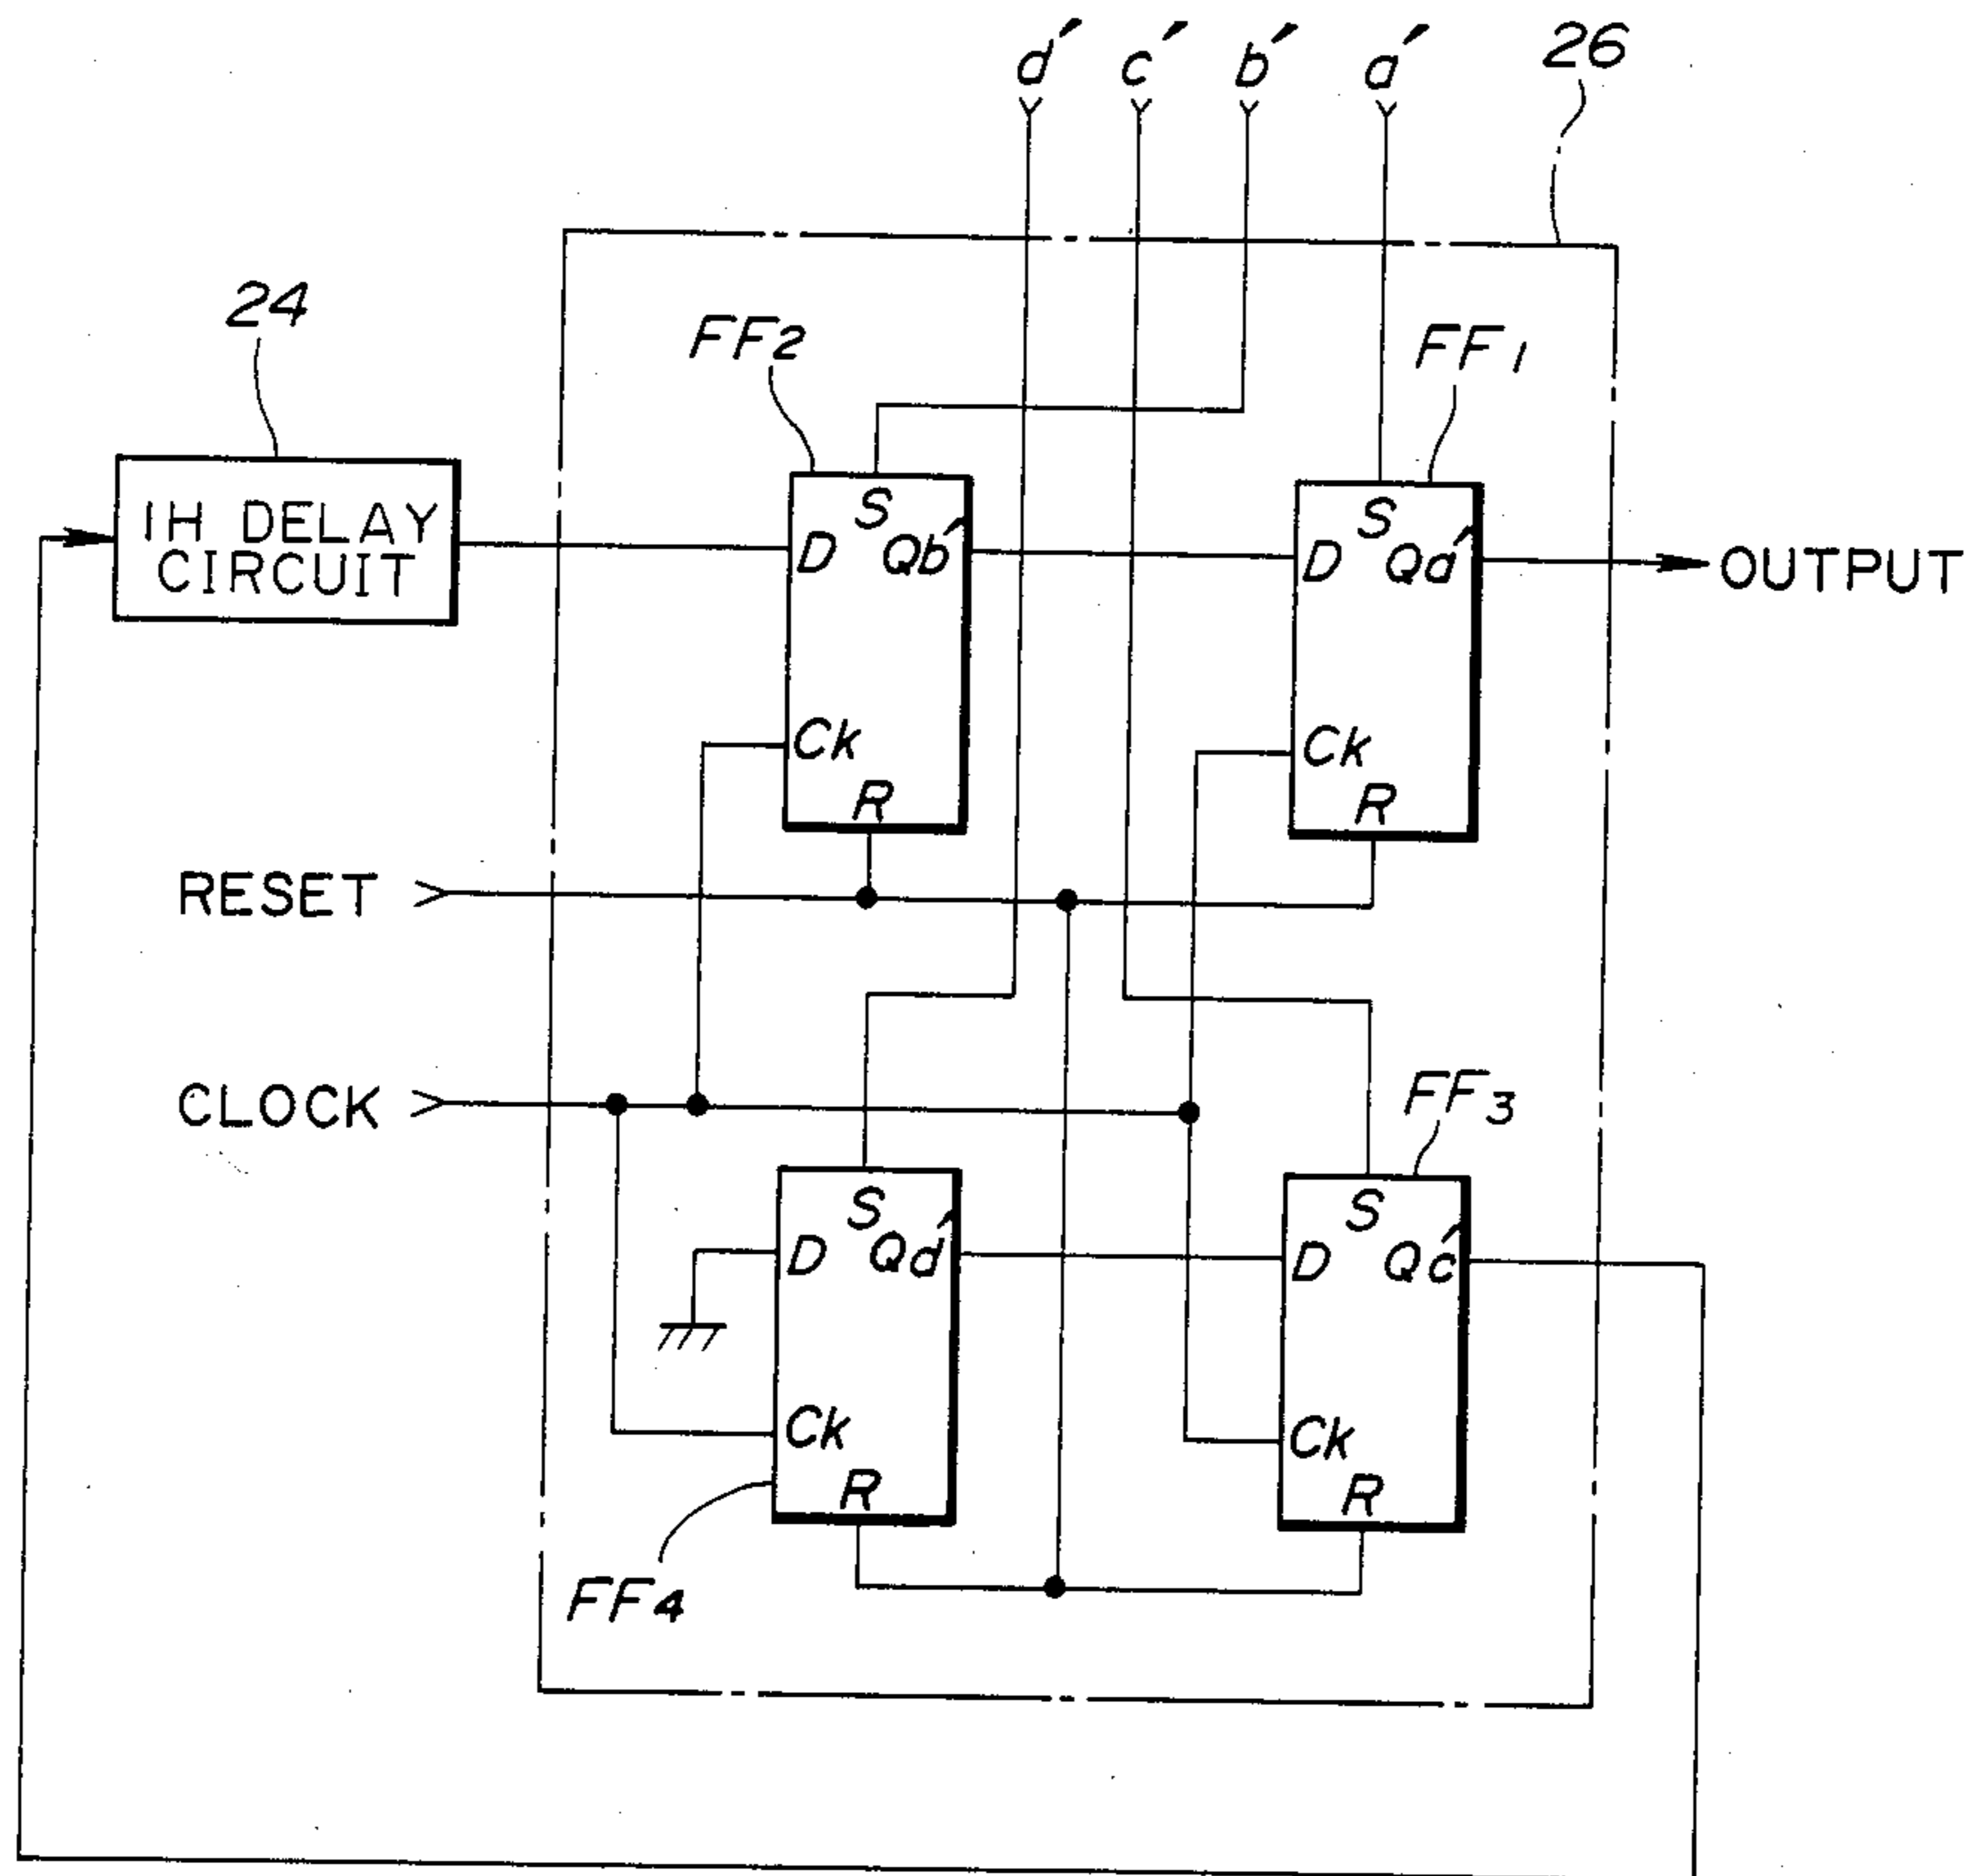 d′ c′ b′ a′ 26
24
FF2
FF1
1H DELAY
CIRCUIT
S
D Qb′
Ck
R
S
D Qa′
Ck
R
OUTPUT
RESET
CLOCK
FF3
S
D Qd′
Ck
R
S
D Qc′
Ck
R
FF4